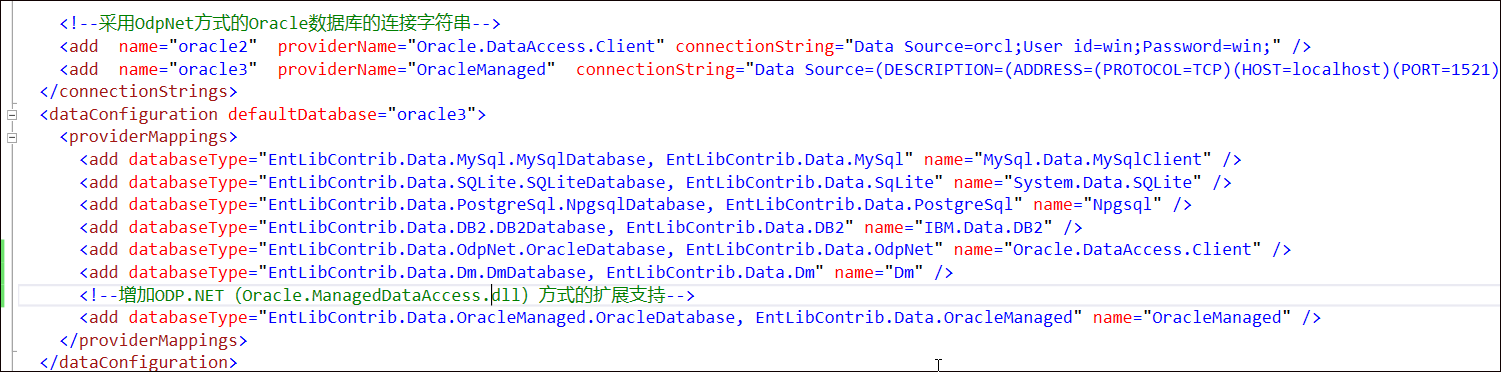 <!--采用OdpNet方式的Oracle数据库的连接字符串-->
<add  name="oracle2"  providerName="Oracle.DataAccess.Client" connectionString="Data Source=orcl;User id=win;Password=win;" />
<add  name="oracle3"  providerName="OracleManaged"  connectionString="Data Source=(DESCRIPTION=(ADDRESS=(PROTOCOL=TCP)(HOST=localhost)(PORT=1521)
</connectionStrings>
<dataConfiguration defaultDatabase="oracle3">
<providerMappings>
<add databaseType="EntLibContrib.Data.MySql.MySqlDatabase, EntLibContrib.Data.MySql" name="MySql.Data.MySqlClient" />
<add databaseType="EntLibContrib.Data.SQLite.SQLiteDatabase, EntLibContrib.Data.SqLite" name="System.Data.SQLite" />
<add databaseType="EntLibContrib.Data.PostgreSql.NpgsqlDatabase, EntLibContrib.Data.PostgreSql" name="Npgsql" />
<add databaseType="EntLibContrib.Data.DB2.DB2Database, EntLibContrib.Data.DB2" name="IBM.Data.DB2" />
<add databaseType="EntLibContrib.Data.OdpNet.OracleDatabase, EntLibContrib.Data.OdpNet" name="Oracle.DataAccess.Client" />
<add databaseType="EntLibContrib.Data.Dm.DmDatabase, EntLibContrib.Data.Dm" name="Dm" />
<!--增加ODP.NET（Oracle.ManagedDataAccess.dll）方式的扩展支持-->
<add databaseType="EntLibContrib.Data.OracleManaged.OracleDatabase, EntLibContrib.Data.OracleManaged" name="OracleManaged" />
</providerMappings>
</dataConfiguration>